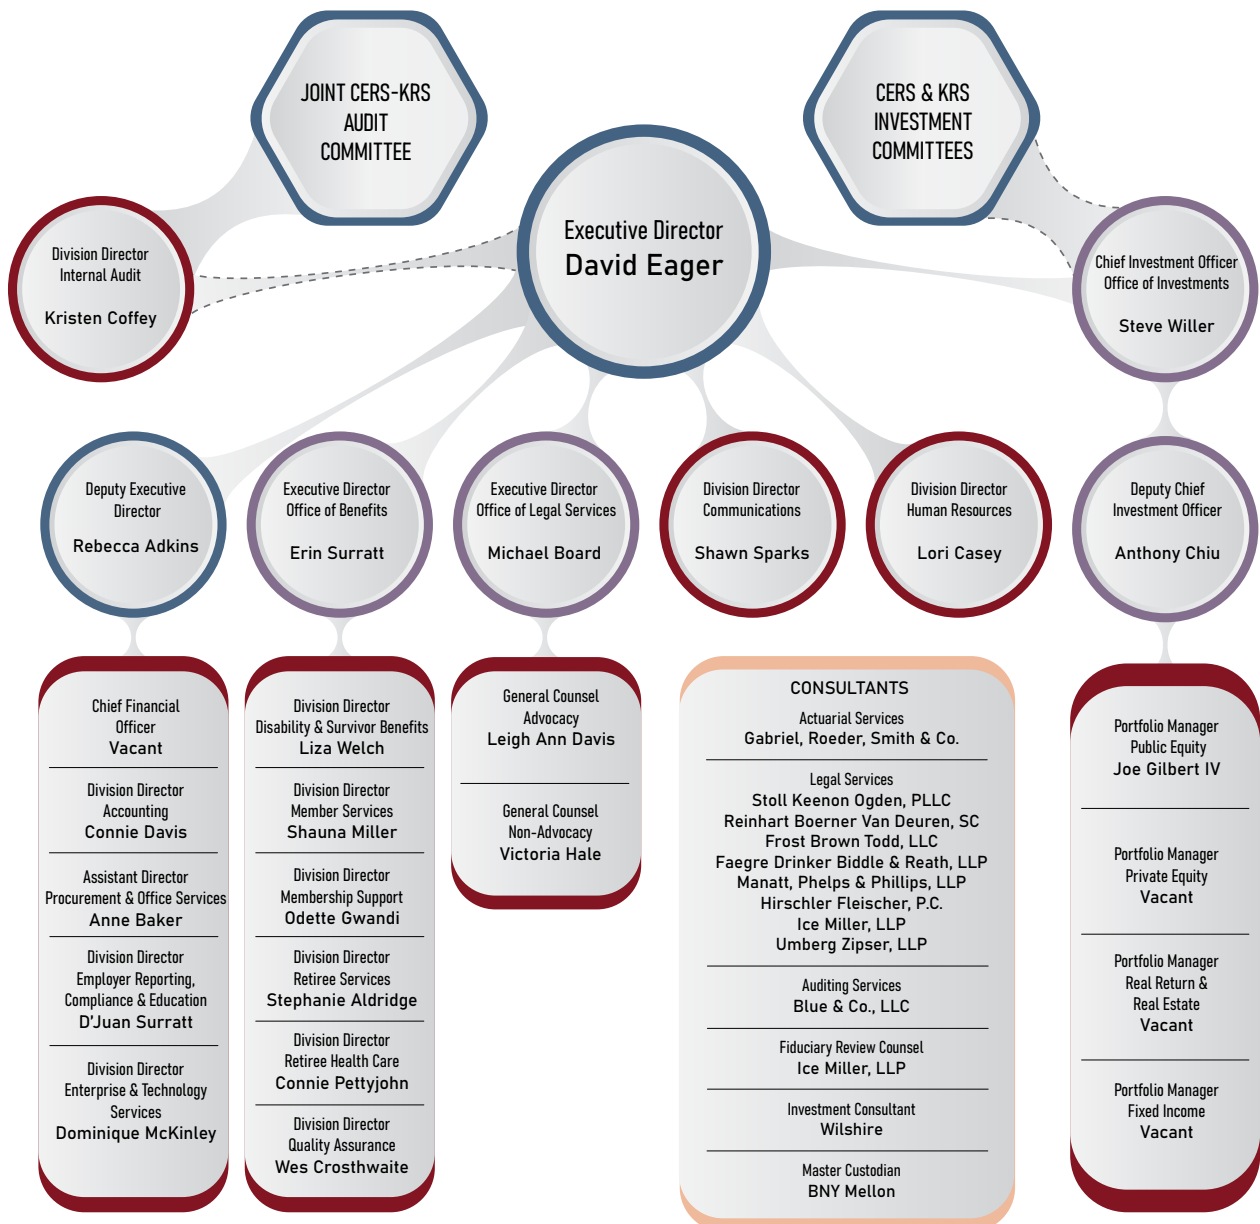 JOINT CERS-KRS
AUDIT
COMMITTEE
CERS & KRS
INVESTMENT
COMMITTEES
Executive Director
David Eager
Division Director
Internal Audit
Kristen Coffey
Chief Investment Officer
Office of Investments
Steve Willer
Deputy Executive
Director
Rebecca Adkins
Executive Director
Office of Benefits
Erin Surratt
Executive Director
Office of Legal Services
Michael Board
Division Director
Communications
Shawn Sparks
Division Director
Human Resources
Lori Casey
Deputy Chief
Investment Officer
Anthony Chiu
Chief Financial
Officer
Vacant
Division Director
Accounting
Connie Davis
Assistant Director
Procurement & Office Services
Anne Baker
Division Director
Employer Reporting,
Compliance & Education
D'Juan Surratt
Division Director
Enterprise & Technology
Services
Dominique McKinley
Division Director
Disability & Survivor Benefits
Liza Welch
Division Director
Member Services
Shauna Miller
Division Director
Membership Support
Odette Gwandi
Division Director
Retiree Services
Stephanie Aldridge
Division Director
Retiree Health Care
Connie Pettyjohn
Division Director
Quality Assurance
Wes Crosthwaite
General Counsel
Advocacy
Leigh Ann Davis
General Counsel
Non-Advocacy
Victoria Hale
CONSULTANTS
Actuarial Services
Gabriel, Roeder, Smith & Co.
Legal Services
Stoll Keenon Ogden, PLLC
Reinhart Boerner Van Deuren, SC
Frost Brown Todd, LLC
Faegre Drinker Biddle & Reath, LLP
Manatt, Phelps & Phillips, LLP
Hirschler Fleischer, P.C.
Ice Miller, LLP
Umberg Zipser, LLP
Auditing Services
Blue & Co., LLC
Fiduciary Review Counsel
Ice Miller, LLP
Investment Consultant
Wilshire
Master Custodian
BNY Mellon
Portfolio Manager
Public Equity
Joe Gilbert IV
Portfolio Manager
Private Equity
Vacant
Portfolio Manager
Real Return &
Real Estate
Vacant
Portfolio Manager
Fixed Income
Vacant